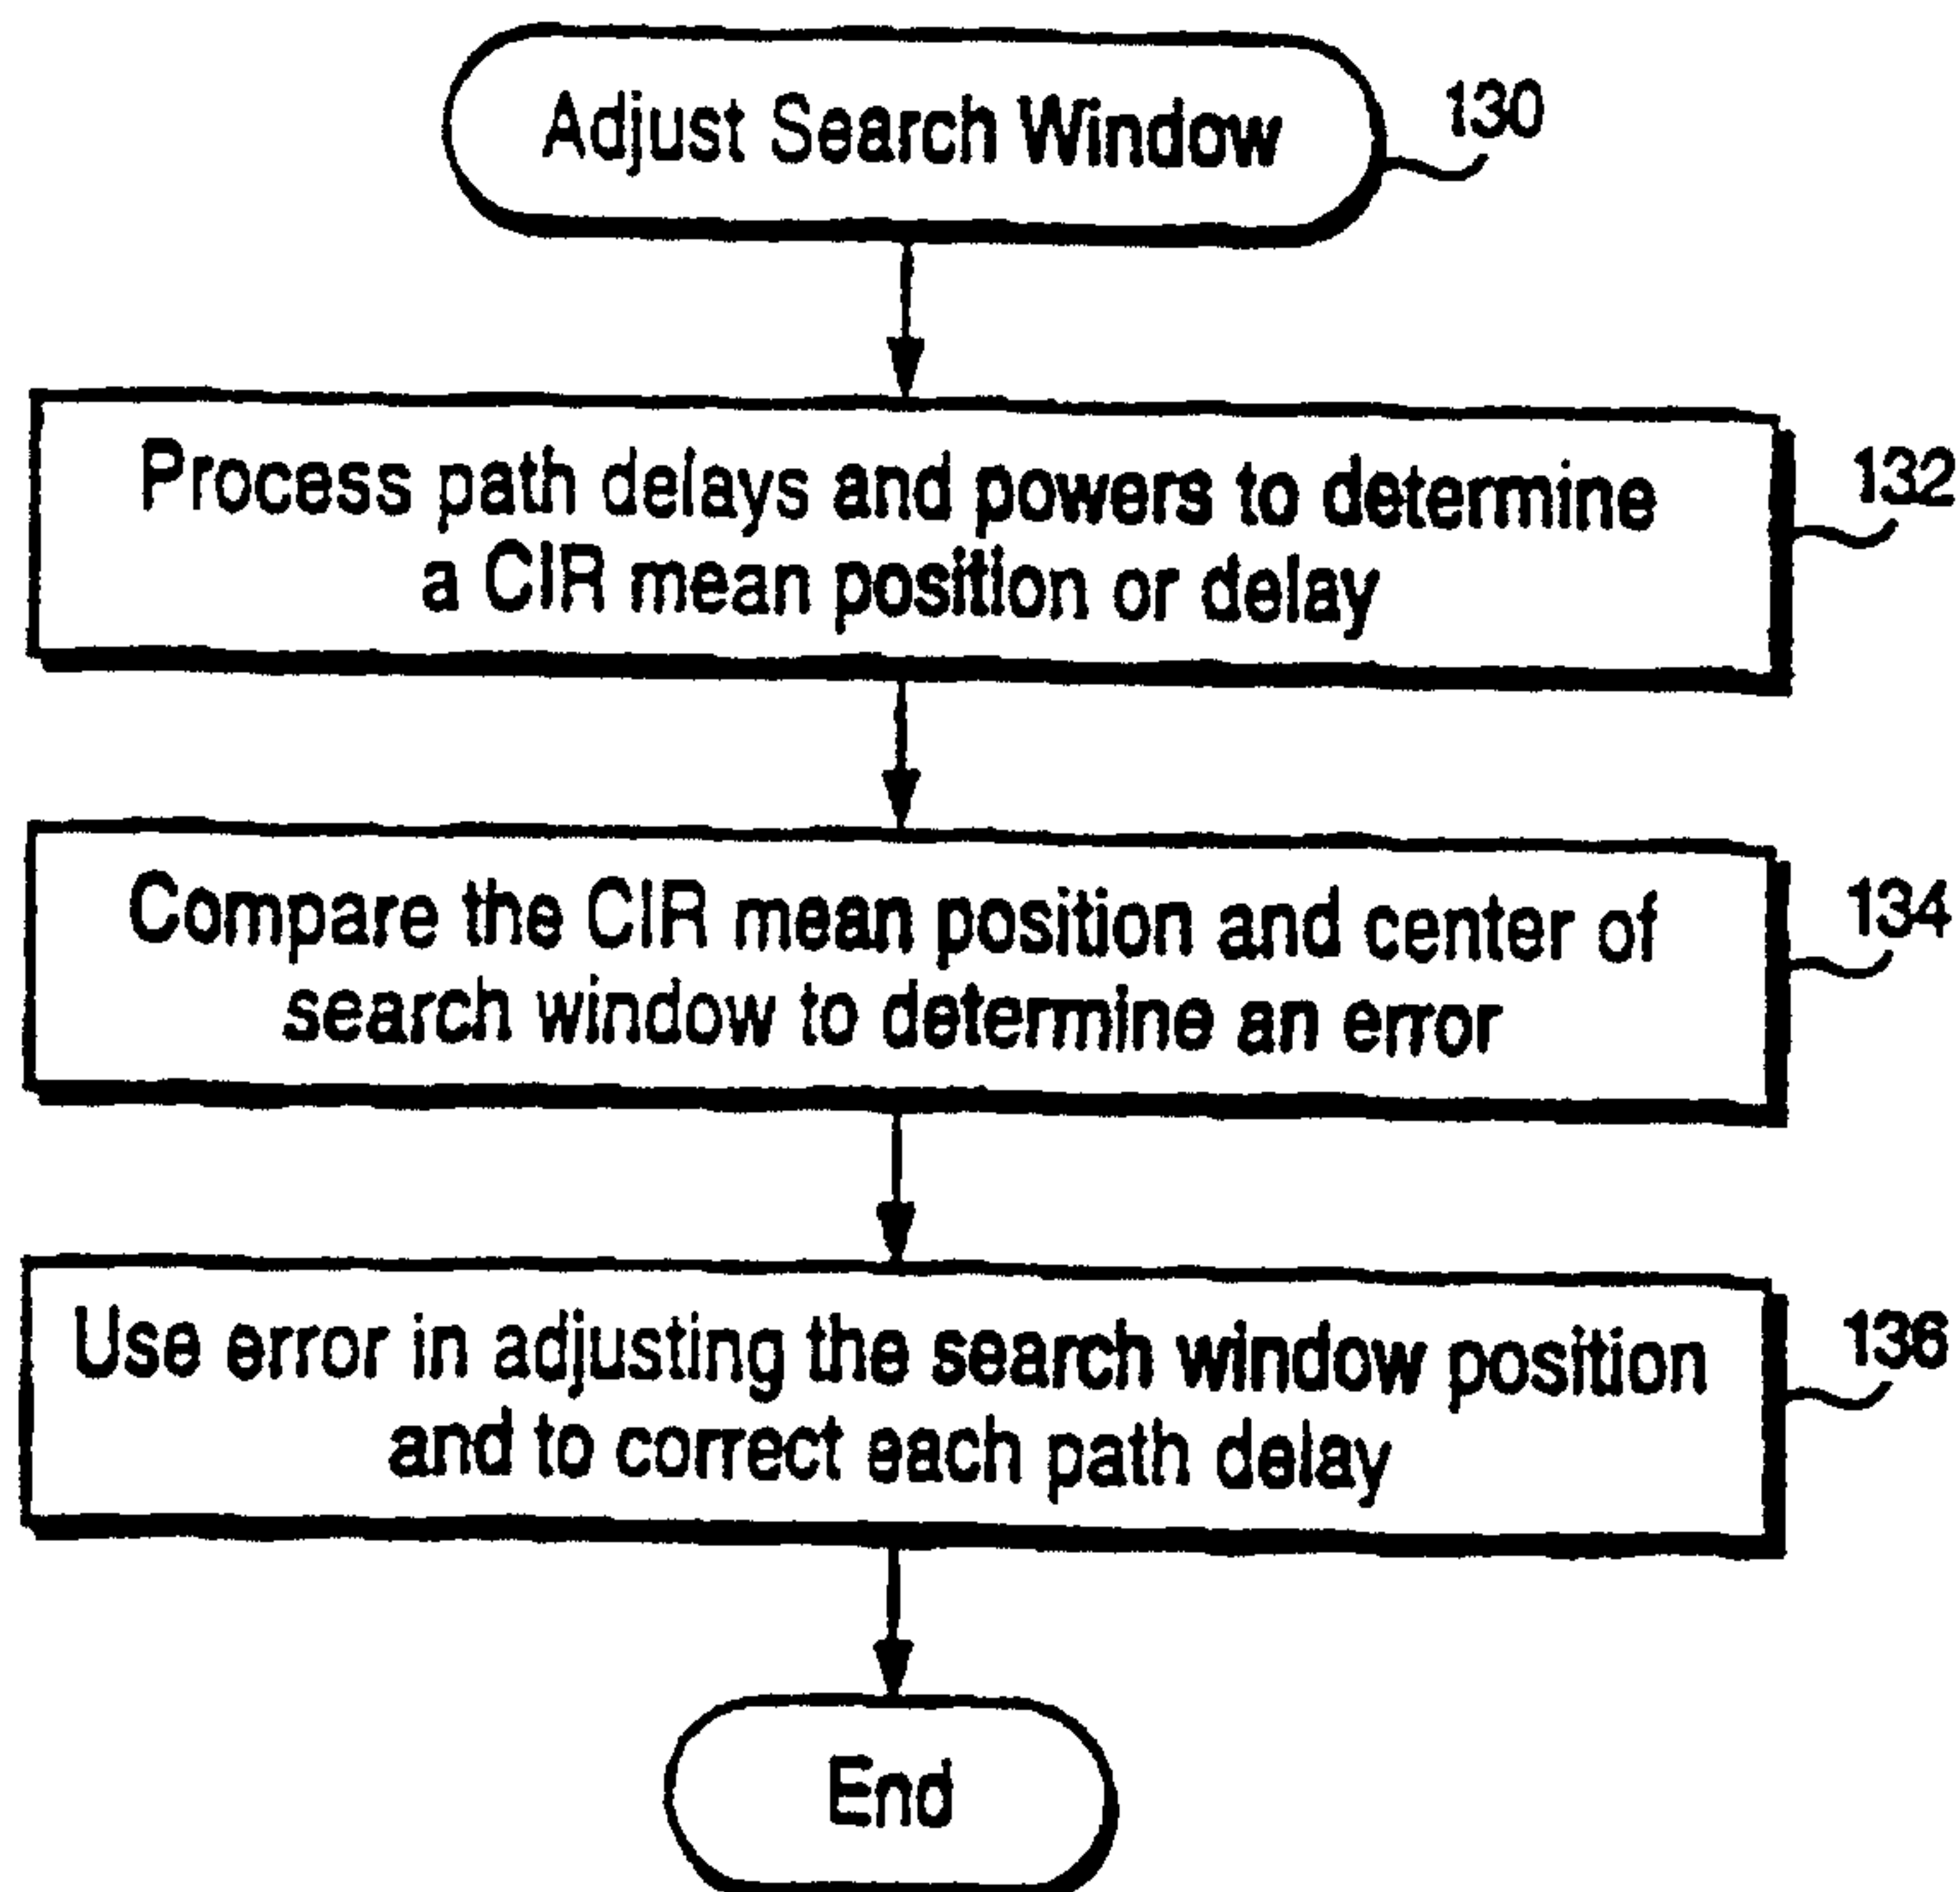 Adjust Search Window
130
Process path delays and powers to determine
a CIR mean position or delay
132
Compare the CIR mean position and center of
search window to determine an error
134
Use error in adjusting the search window position
and to correct each path delay
136
End